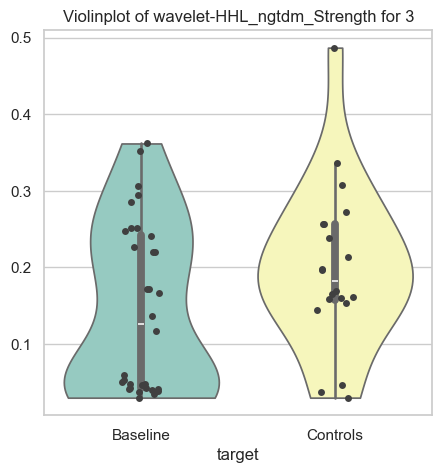 Violinplot of wavelet-HHL_ngtdm_Strength for 3
0.5
0.4
0.3
0.2
0.1
Baseline Controls
target